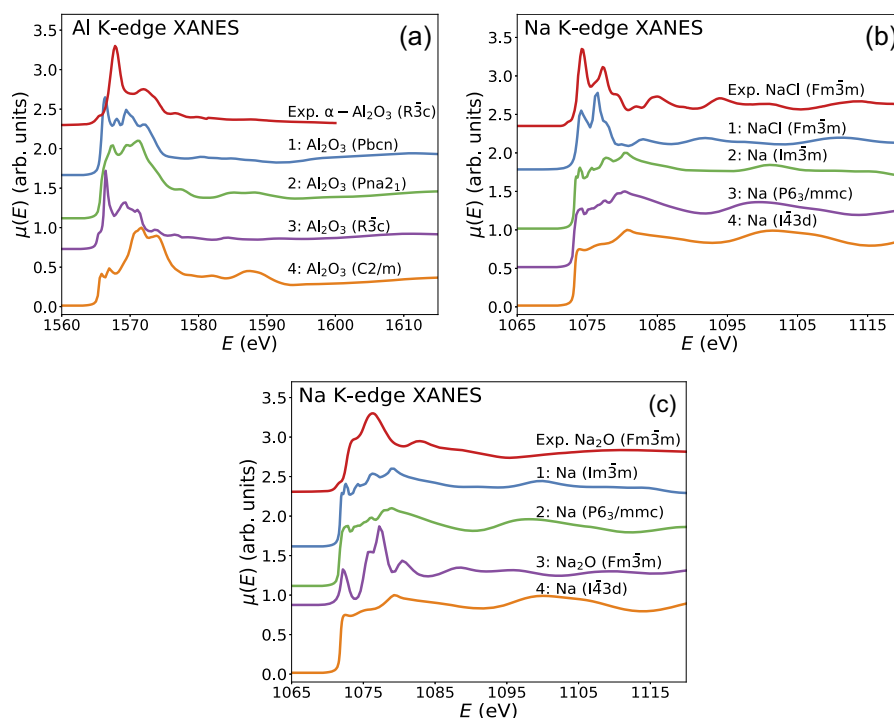 Al K-edge XANES
(a)
Exp. α − Al₂O₃ (R3̄c)
1: Al₂O₃ (Pbcn)
2: Al₂O₃ (Pna2₁)
3: Al₂O₃ (R3̄c)
4: Al₂O₃ (C2/m)
μ(E) (arb. units)
3.5
3.0
2.5
2.0
1.5
1.0
0.5
0.0
1560 1570 1580 1590 1600 1610
E (eV)
Na K-edge XANES
(b)
Exp. NaCl (Fm3̄m)
1: NaCl (Fm3̄m)
2: Na (Im3̄m)
3: Na (P6₃/mmc)
4: Na (I4̄3d)
μ(E) (arb. units)
3.5
3.0
2.5
2.0
1.5
1.0
0.5
0.0
1065 1075 1085 1095 1105 1115
E (eV)
Na K-edge XANES
(c)
Exp. Na₂O (Fm3̄m)
1: Na (Im3̄m)
2: Na (P6₃/mmc)
3: Na₂O (Fm3̄m)
4: Na (I4̄3d)
μ(E) (arb. units)
3.5
3.0
2.5
2.0
1.5
1.0
0.5
0.0
1065 1075 1085 1095 1105 1115
E (eV)